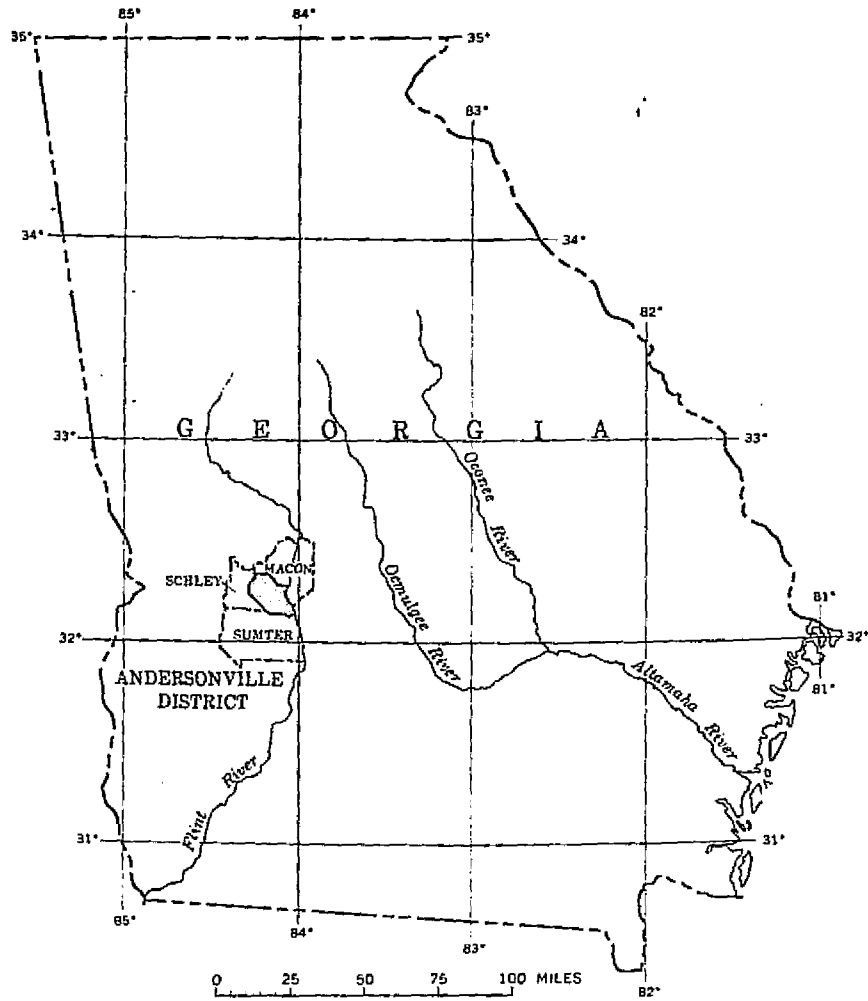 85° 84°
35° 35°
83°
34° 34°
82°
GEORGIA
33° 33°
Oconee River
MACON
SCHLEY
Ocmulgee River
81°
SUMTER
32° 32°
ANDERSONVILLE
DISTRICT
Altamaha River
81°
Flint River
31° 31°
85° 84° 83° 82°
0 25 50 75 100 MILES